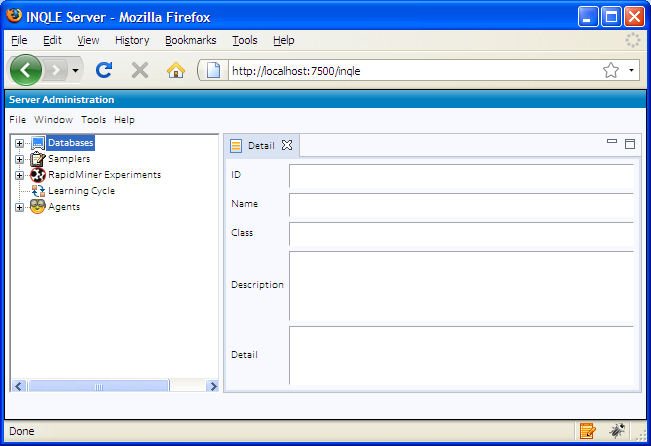 INQLE Server - Mozilla Firefox
File Edit View History Bookmarks Tools Help
http://localhost:7500/inqle
Server Administration
File Window Tools Help
Databases
Samplers
RapidMiner Experiments
Learning Cycle
Agents
Detail
ID
Name
Class
Description
Detail
Done